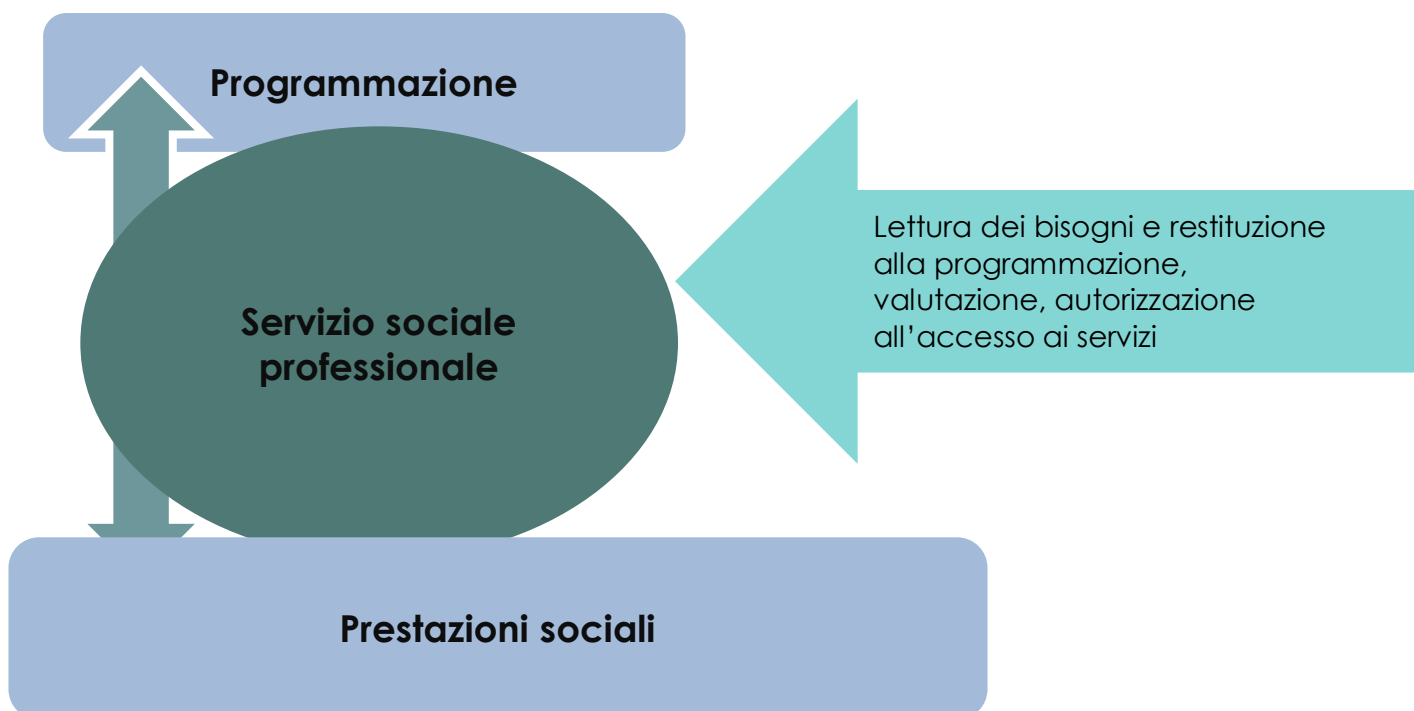 Programmazione
Servizio sociale
professionale
Lettura dei bisogni e restituzione
alla programmazione,
valutazione, autorizzazione
all’accesso ai servizi
Prestazioni sociali